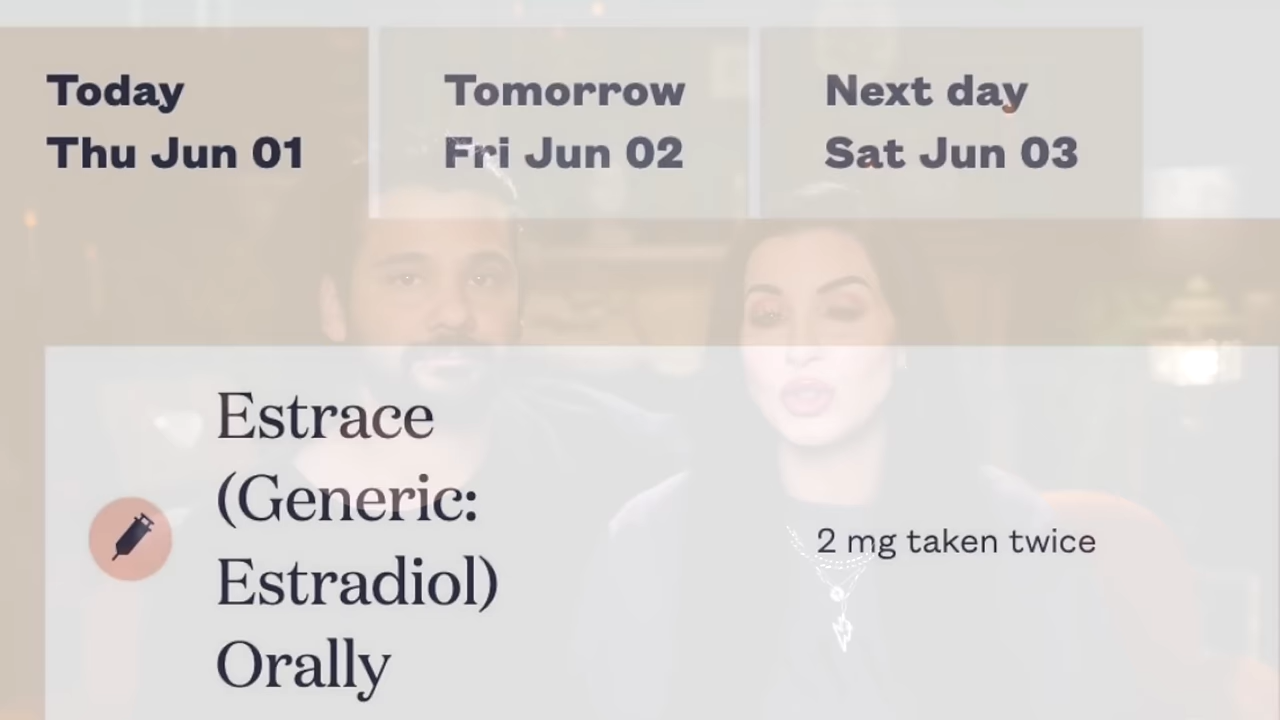 Today
Thu Jun 01
Tomorrow
Fri Jun 02
Next day
Sat Jun 03
Estrace
(Generic:
Estradiol)
Orally
2 mg taken twice